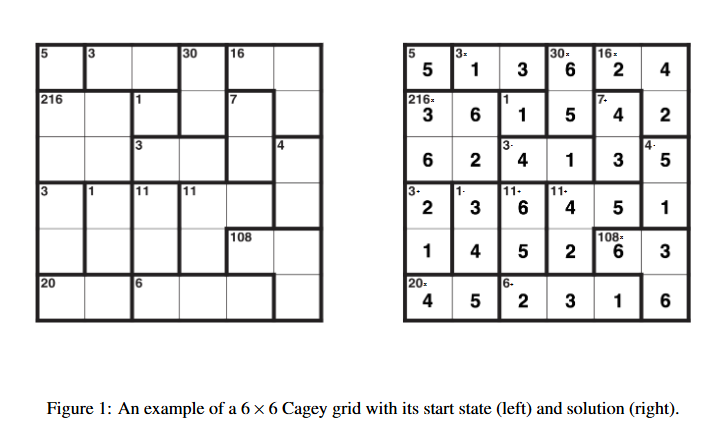 5 3 30 16
216 1 7
3 4
3 1 11 11
108
20 6
5 3× 30× 16×
5 1 3 6 2 4
216× 1 7+
3 6 1 5 4 2
3- 4-
6 2 4 1 3 5
3+ 1- 11+ 11+
2 3 6 4 5 1
108×
1 4 5 2 6 3
20× 6+
4 5 2 3 1 6
Figure 1: An example of a 6 × 6 Cagey grid with its start state (left) and solution (right).